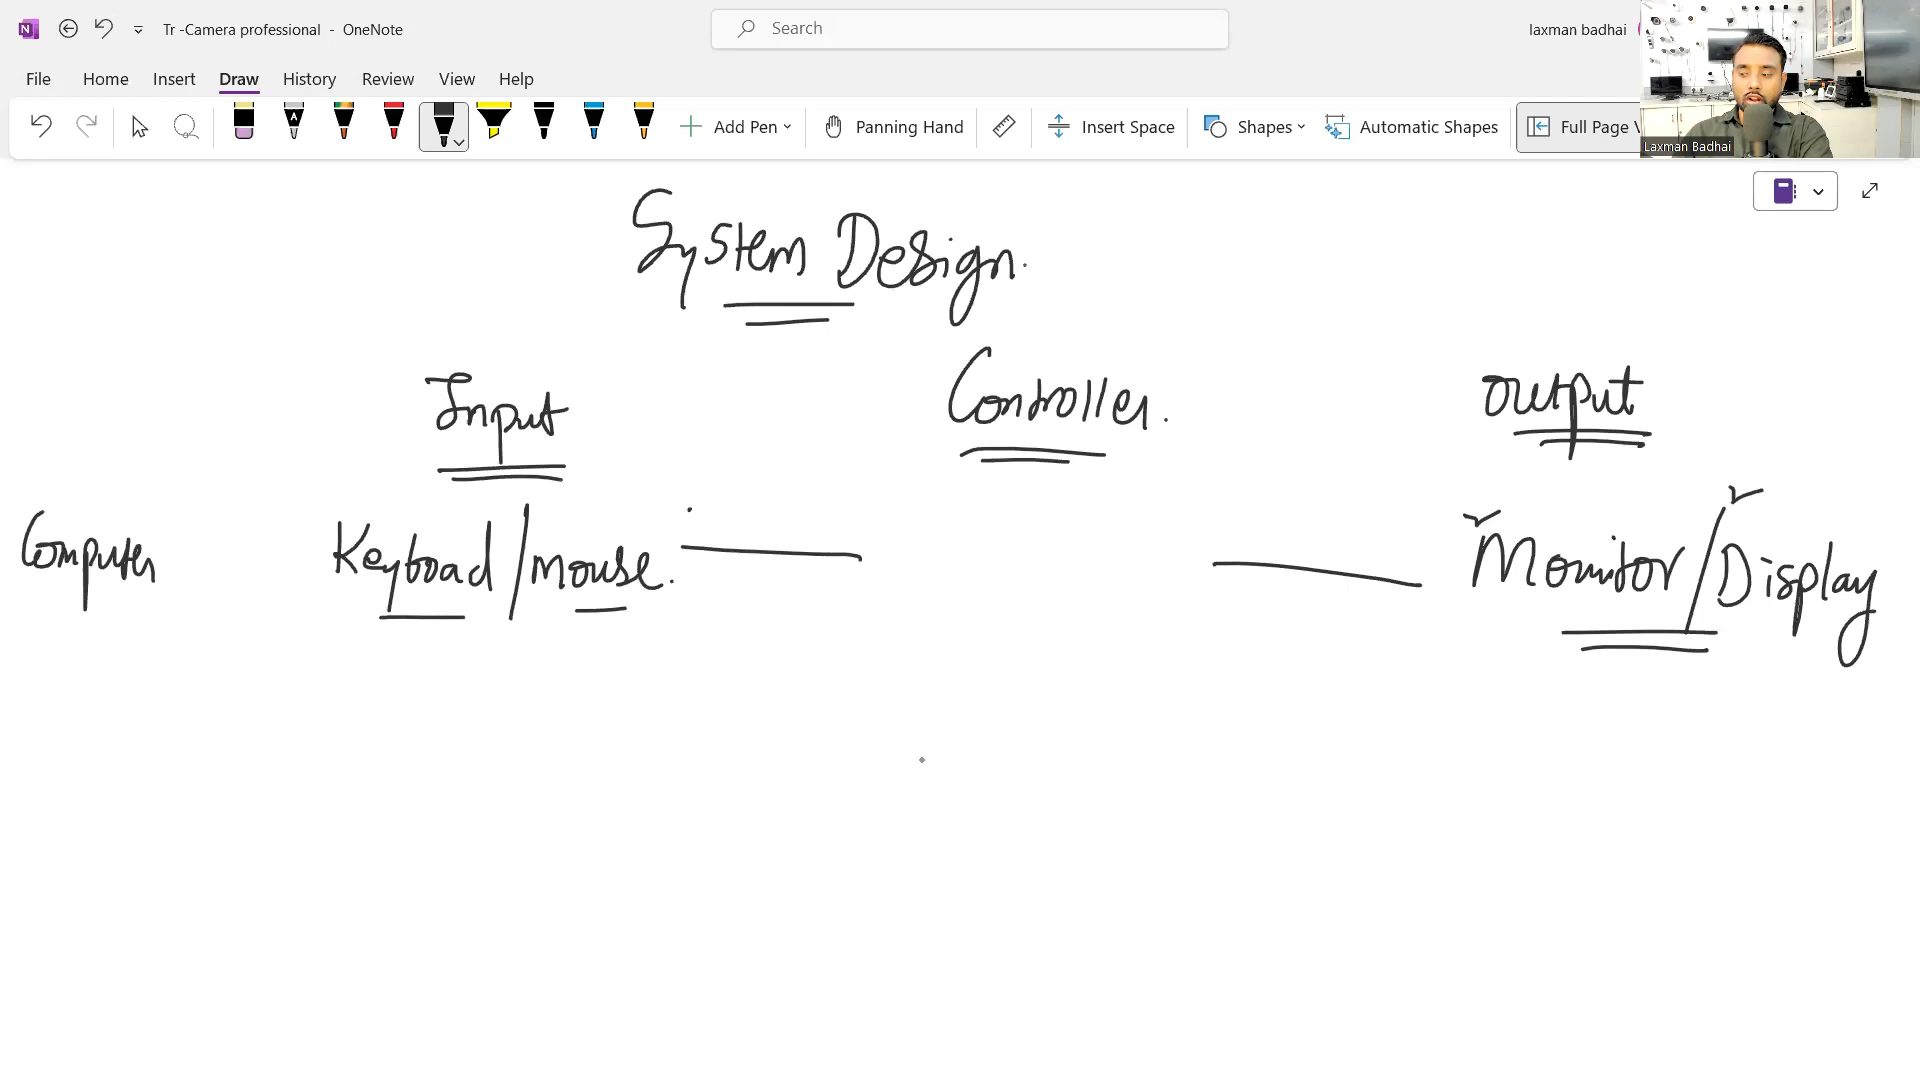 Tr -Camera professional - OneNote
Search
laxman badhai
File Home Insert Draw History Review View Help
Add Pen Panning Hand Insert Space Shapes Automatic Shapes Full Page V
Laxman Badhai
System Design.
Input Controller. output
Computer Keyboad/mouse. Monitor/Display